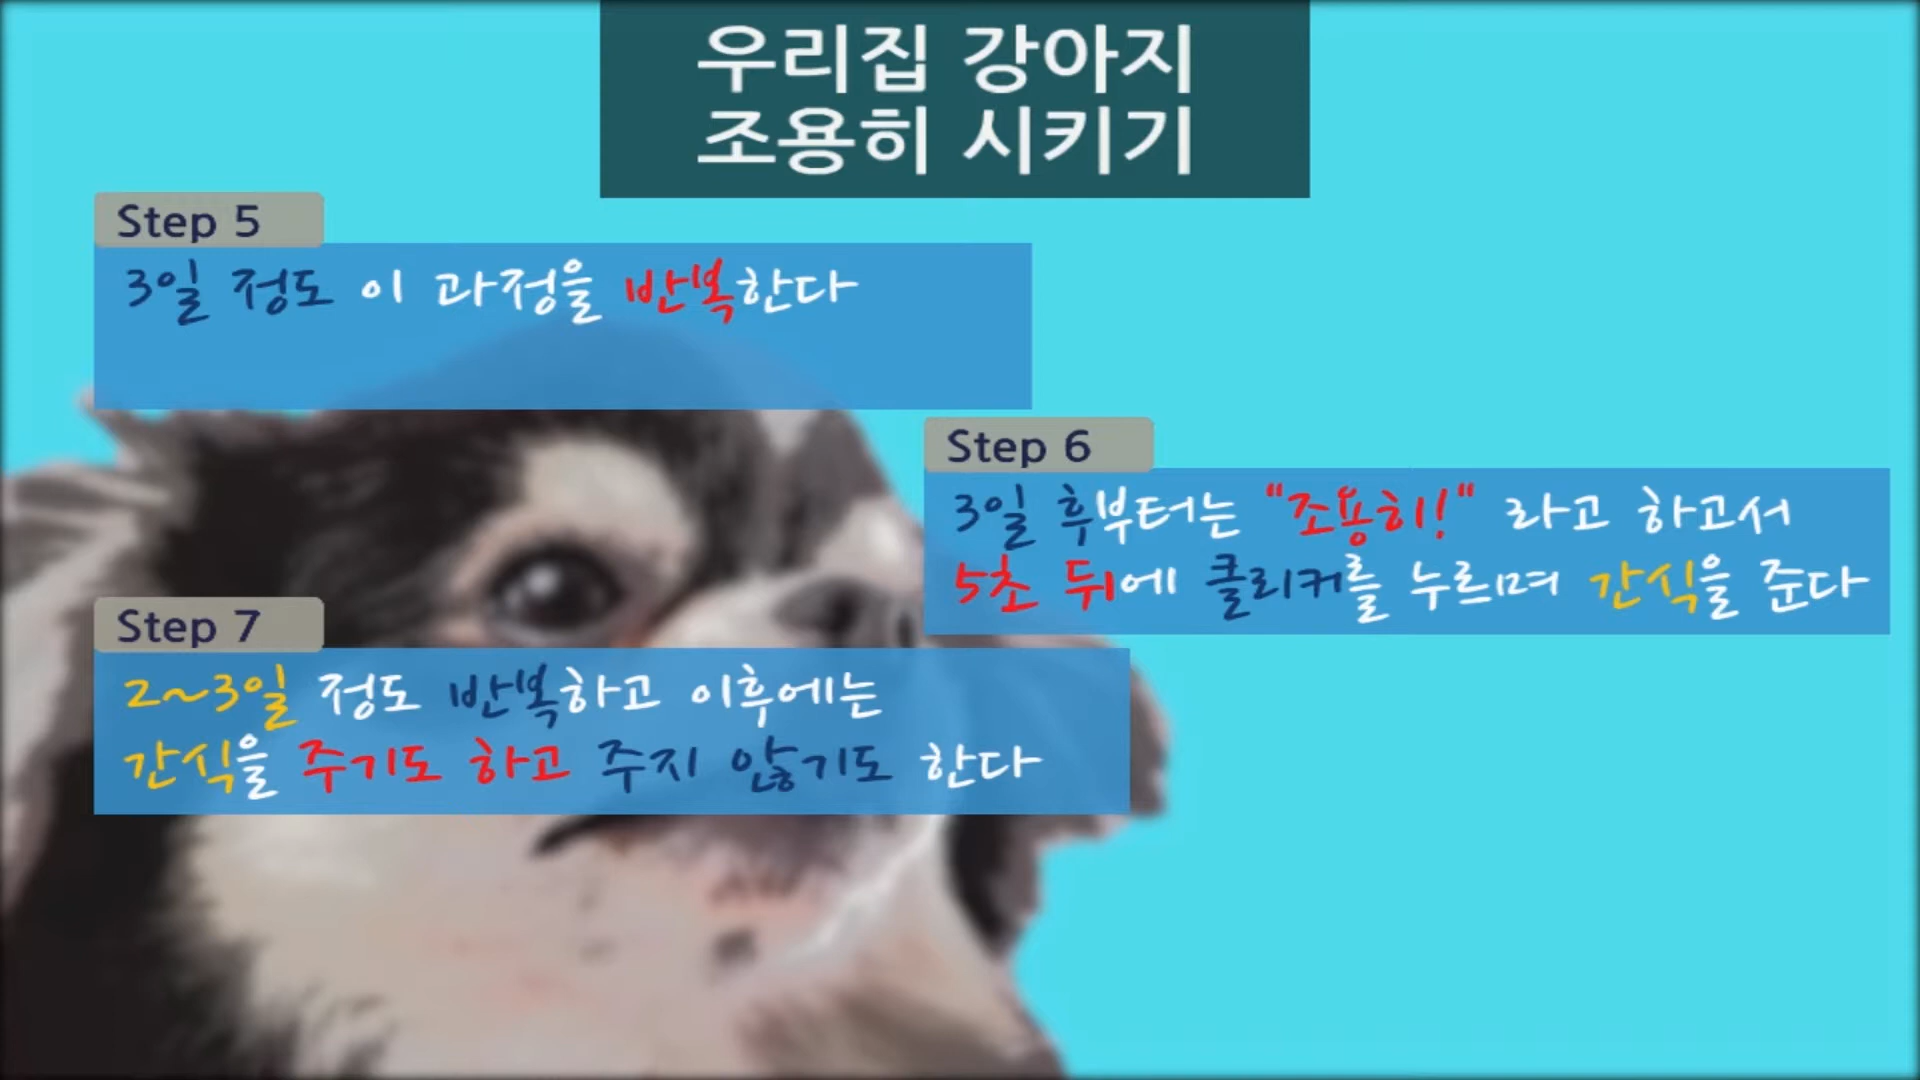 우리집 강아지
조용히 시키기
Step 5
3일 정도 이 과정을 반복한다
Step 6
3일 후부터는 "조용히!" 라고 하고서
5초 뒤에 클리커를 누르며 간식을 준다
Step 7
2~3일 정도 반복하고 이후에는
간식을 주기도 하고 주지 않기도 한다